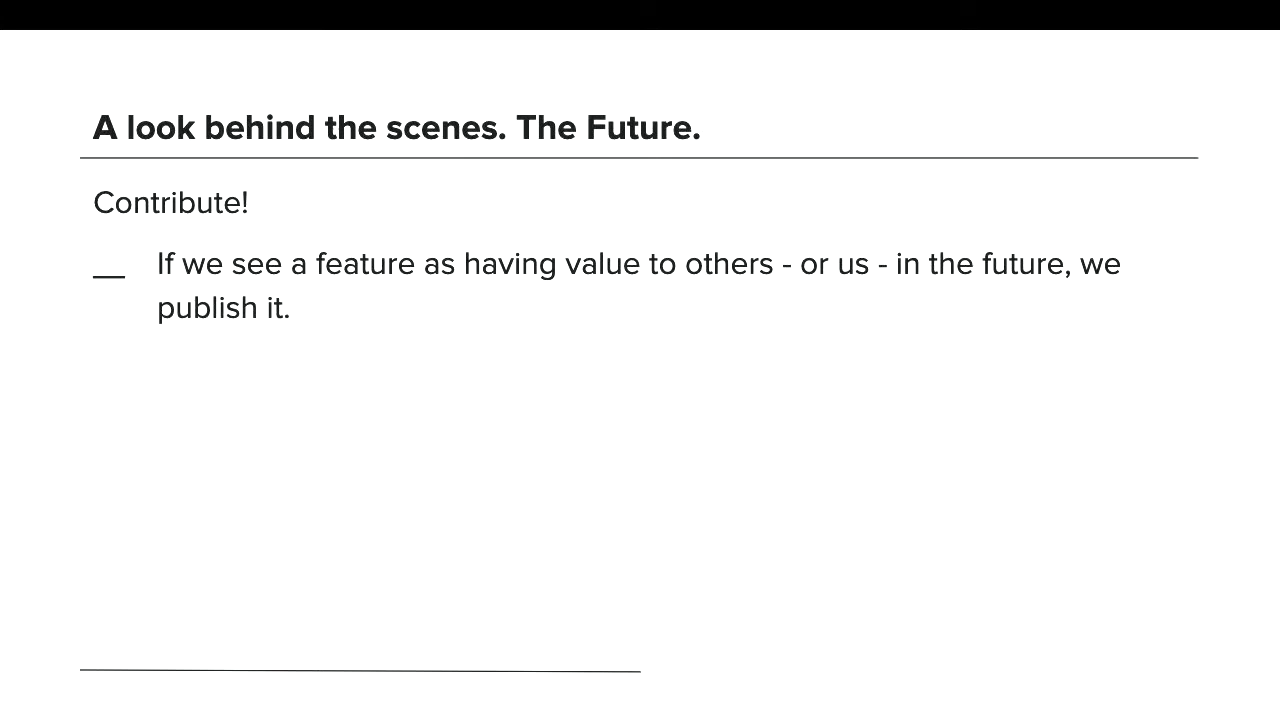 A look behind the scenes. The Future.
Contribute!
__ If we see a feature as having value to others - or us - in the future, we
publish it.